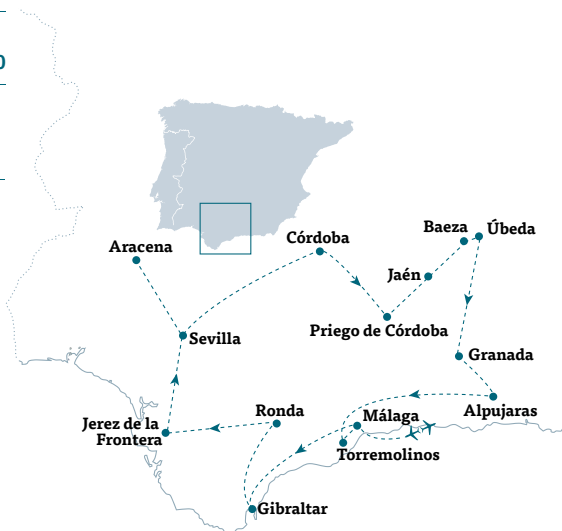 0
Baeza
Úbeda
Aracena
Córdoba
Jaén
Priego de Córdoba
Sevilla
Granada
Ronda
Málaga
Alpujaras
Jerez de la
Frontera
Torremolinos
Gibraltar